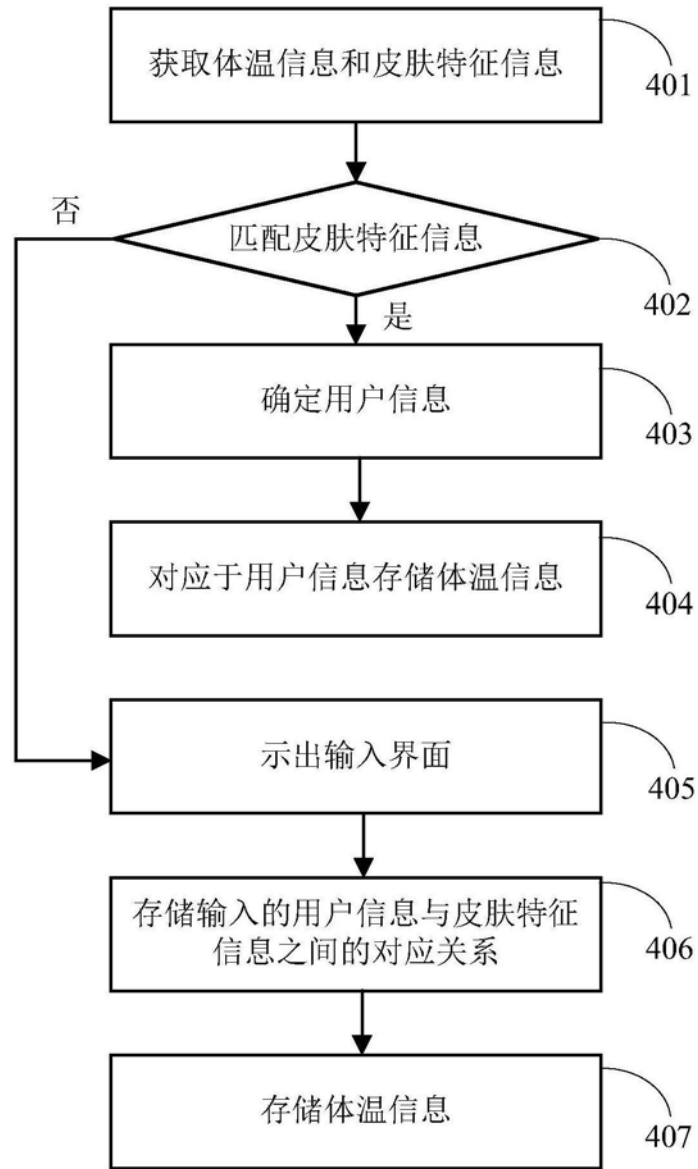 获取体温信息和皮肤特征信息
401
否
匹配皮肤特征信息
402
是
确定用户信息
403
对应于用户信息存储体温信息
404
示出输入界面
405
存储输入的用户信息与皮肤特征
信息之间的对应关系
406
存储体温信息
407